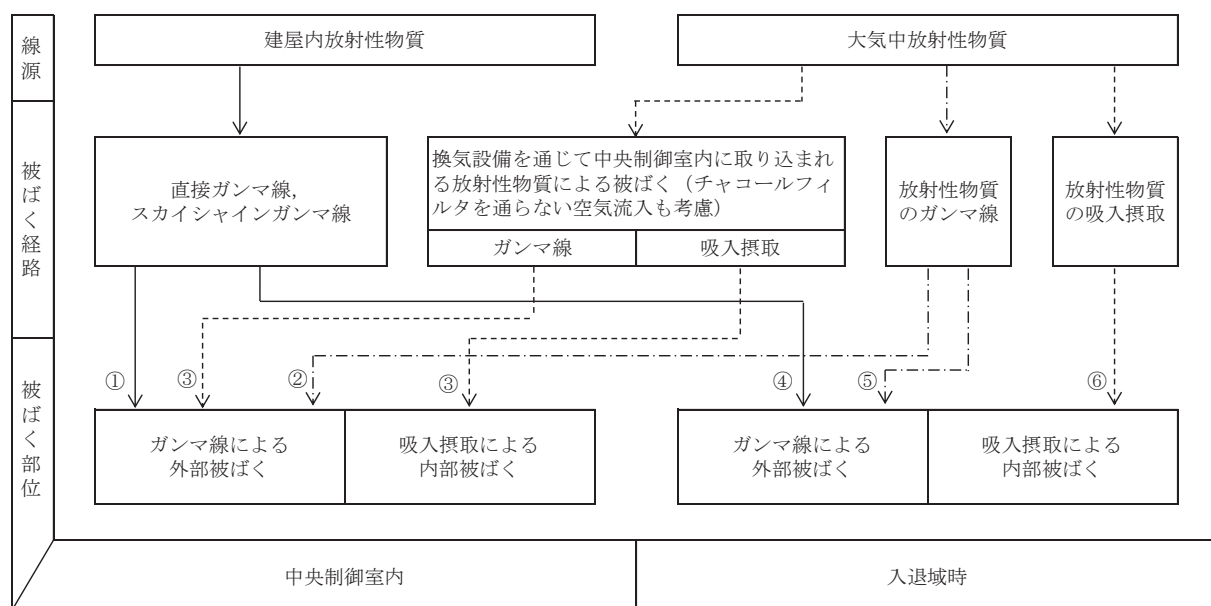 線源
建屋内放射性物質
大気中放射性物質
被ばく経路
直接ガンマ線,
スカイシャインガンマ線
換気設備を通じて中央制御室内に取り込まれ
る放射性物質による被ばく（チャコールフィ
ルタを通らない空気流入も考慮）
ガンマ線
吸入摂取
放射性物質
のガンマ線
放射性物質
の吸入摂取
被ばく部位
①
③
②
③
④
⑤
⑥
ガンマ線による
外部被ばく
吸入摂取による
内部被ばく
ガンマ線による
外部被ばく
吸入摂取による
内部被ばく
中央制御室内
入退域時